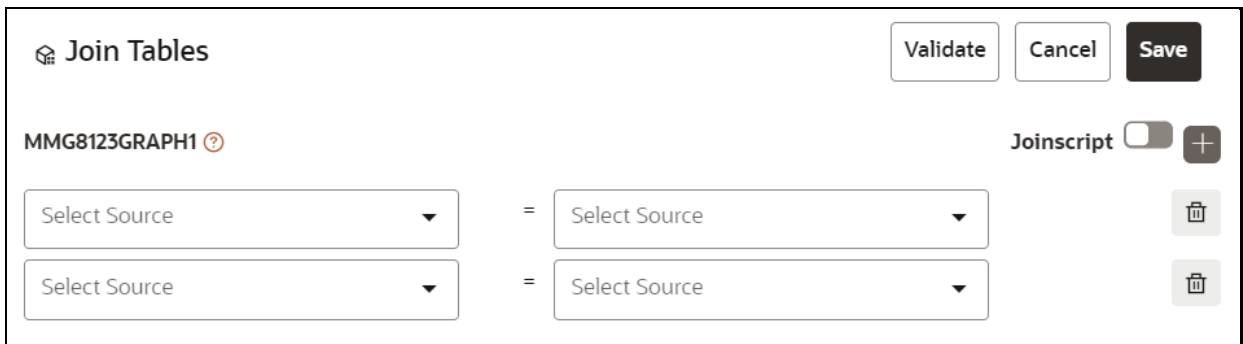 Join Tables Validate Cancel Save
MMG8123GRAPH1 Joinscript
Select Source = Select Source
Select Source = Select Source